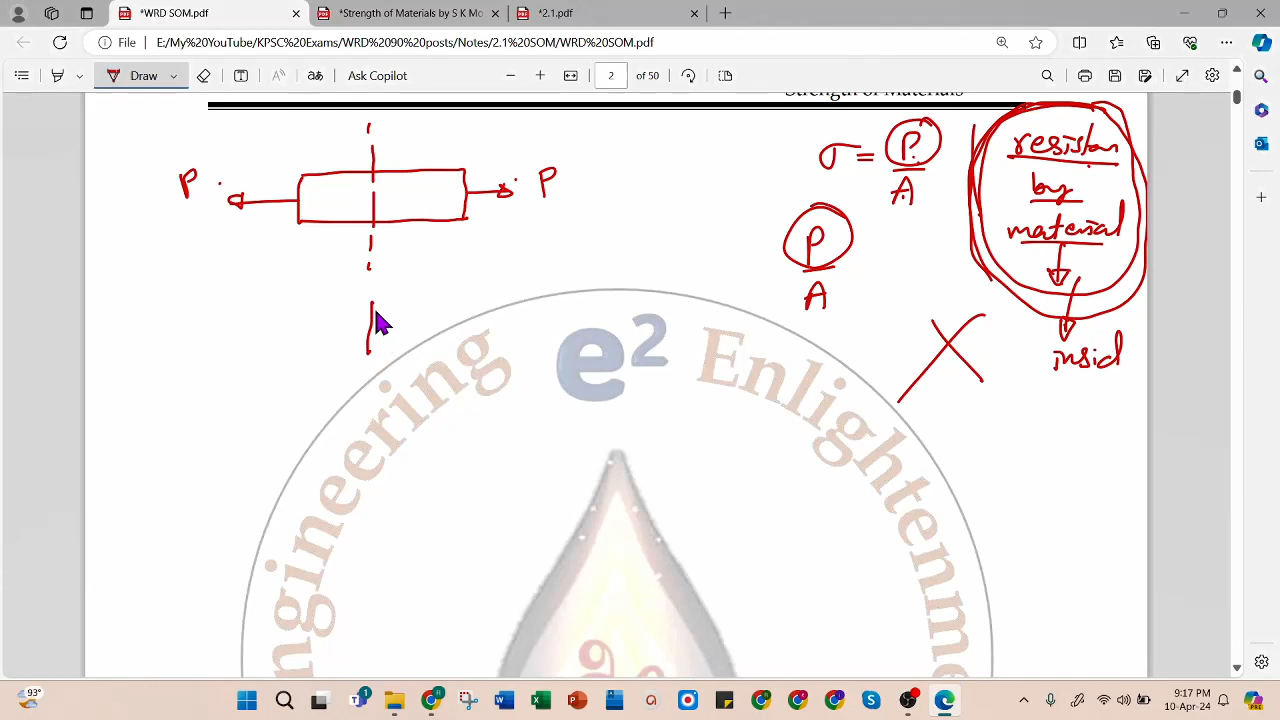 *WRD SOM.pdf
*Strength of Materials by S K Mo
*2.1.pdf
File
E:/My%20YouTube/KPSC%20Exams/WRD%2090%20posts/Notes/2.1%20SOM/WRD%20SOM.pdf
Draw
Ask Copilot
2 of 50
Strength of Materials
P
P
σ = P/A
P/A
resistan
by
material
insid
e²
Engineering Enlightenme
93°
9:17 PM
10-Apr-24